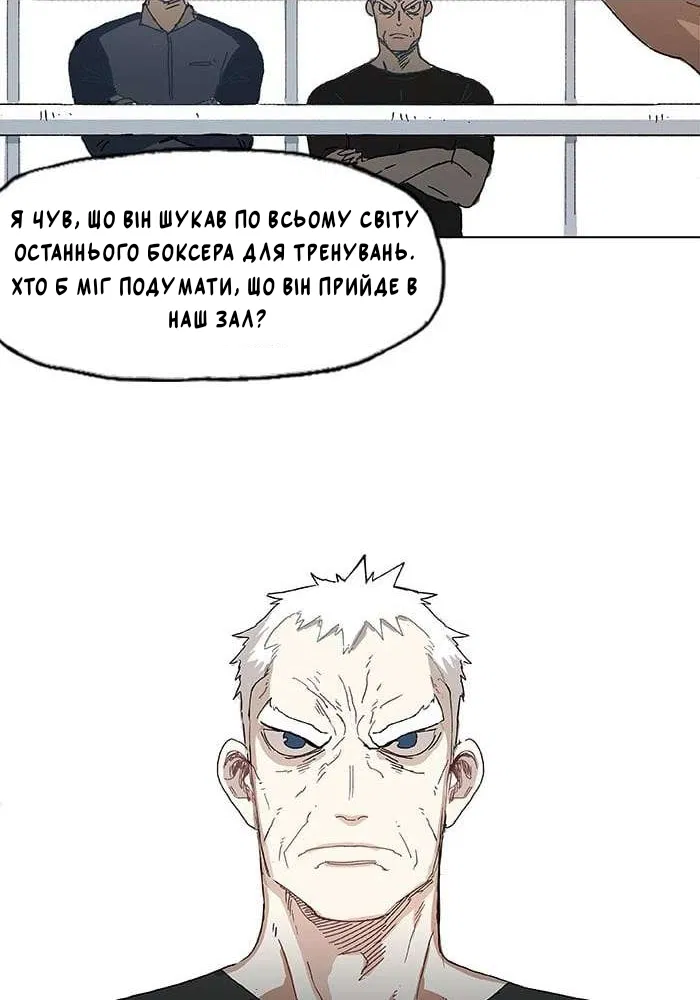 Я ЧУВ, ЩО ВІН ШУКАВ ПО ВСЬОМУ СВІТУ
ОСТАННЬОГО БОКСЕРА ДЛЯ ТРЕНУВАНЬ.
ХТО Б МІГ ПОДУМАТИ, ЩО ВІН ПРИЙДЕ В
НАШ ЗАЛ?